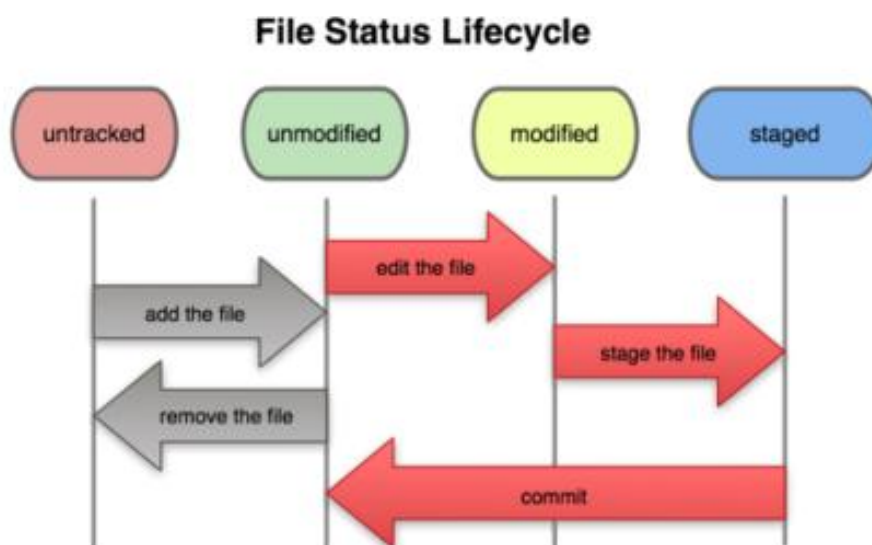 File Status Lifecycle
untracked
unmodified
modified
staged
edit the file
add the file
stage the file
remove the file
commit